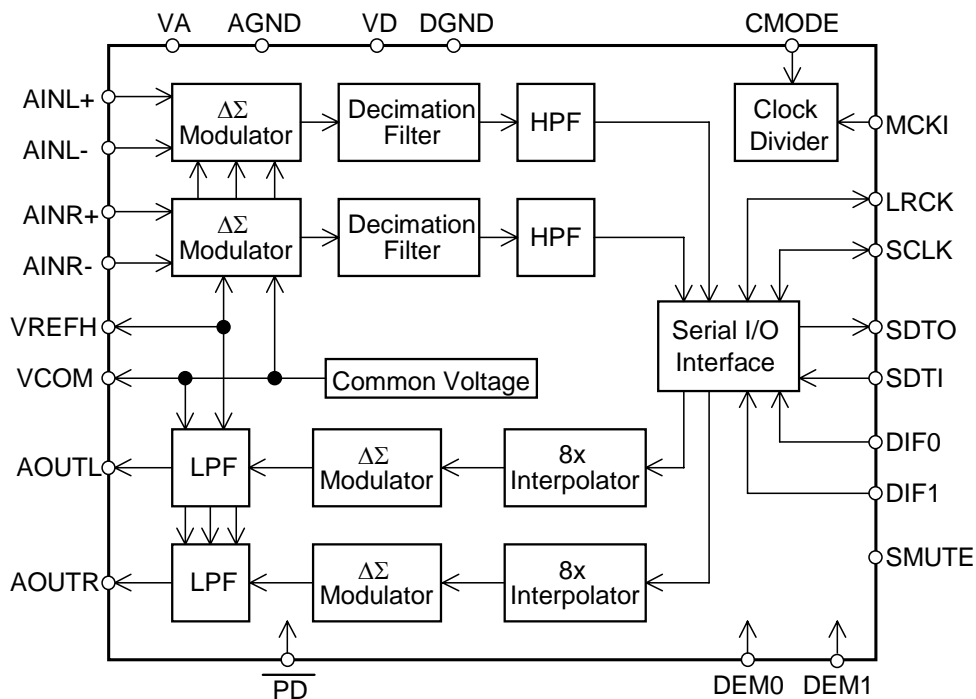 VA
AGND
VD
DGND
CMODE
AINL+
AINL-
AINR+
AINR-
VREFH
VCOM
AOUTL
AOUTR
ΔΣ
Modulator
Decimation
Filter
HPF
Clock
Divider
MCKI
ΔΣ
Modulator
Decimation
Filter
HPF
LRCK
SCLK
Serial I/O
Interface
SDTO
SDTI
Common Voltage
DIF0
DIF1
SMUTE
LPF
ΔΣ
Modulator
8x
Interpolator
LPF
ΔΣ
Modulator
8x
Interpolator
PD
DEM0
DEM1